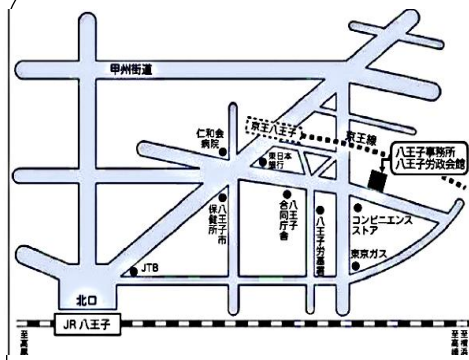 甲州街道
京王八王子
京王線
仁和会
病院
東日本
銀行
八王子事務所
八王子労政会館
八王子市
保健所
八王子
合同庁舎
八王子労基署
コンビニエンス
ストア
東京ガス
JTB
北口
JR 八王子
至高尾
至横浜